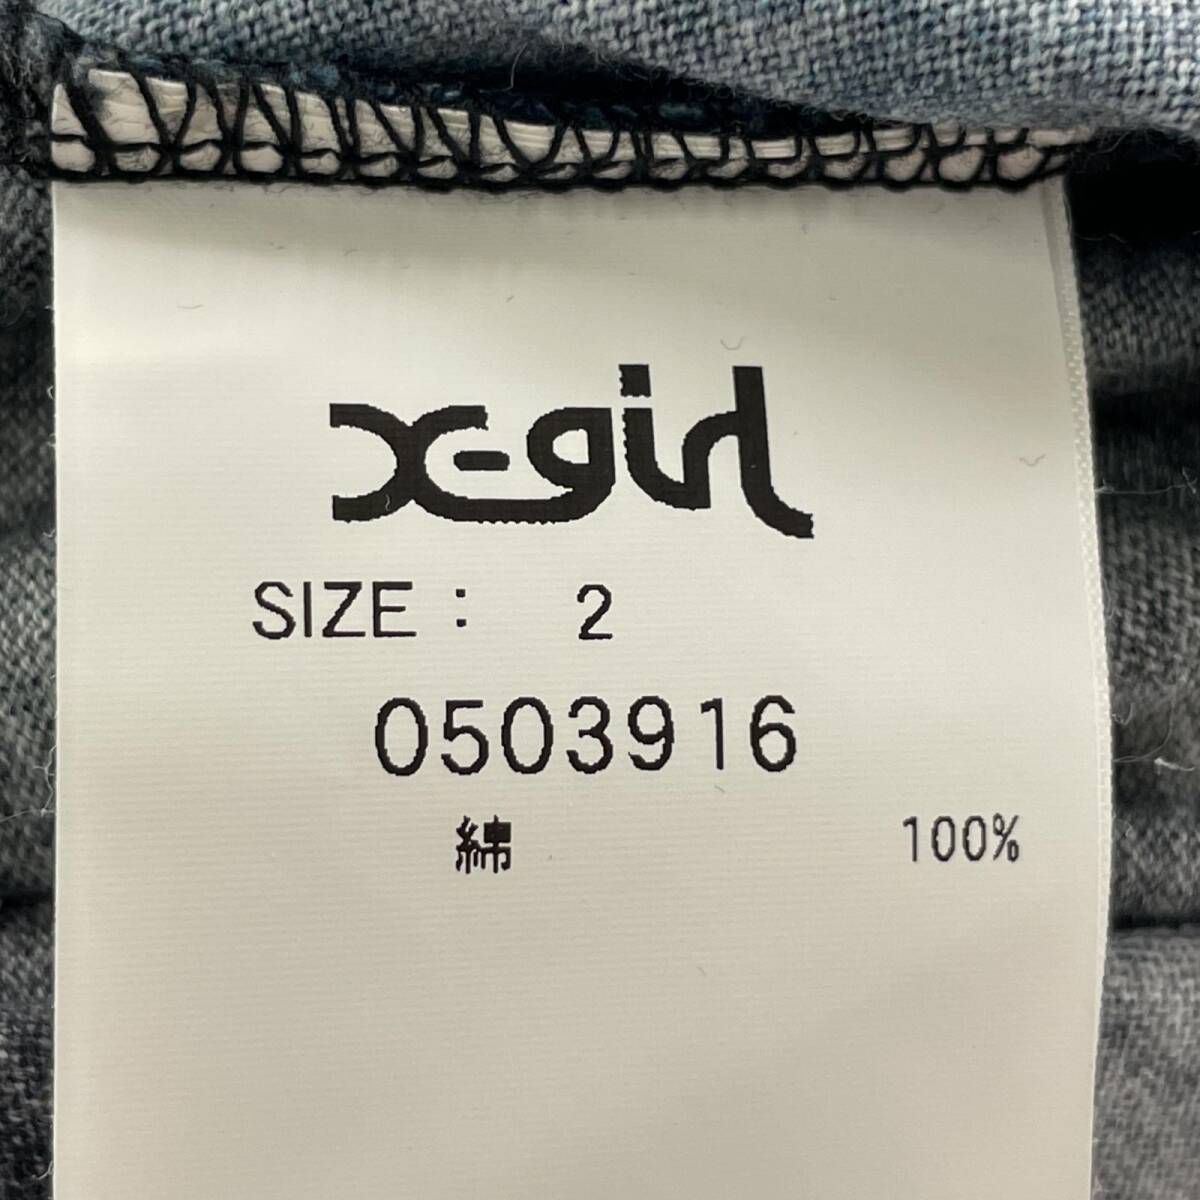 X-girl
SIZE : 2
0503916
綿 100%